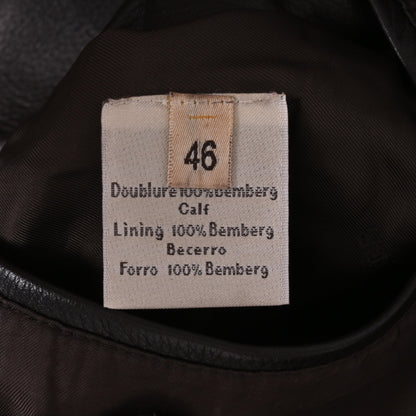 46
Doublure 100% Bemberg
Calf
Lining 100% Bemberg
Becerro
Forro 100% Bemberg